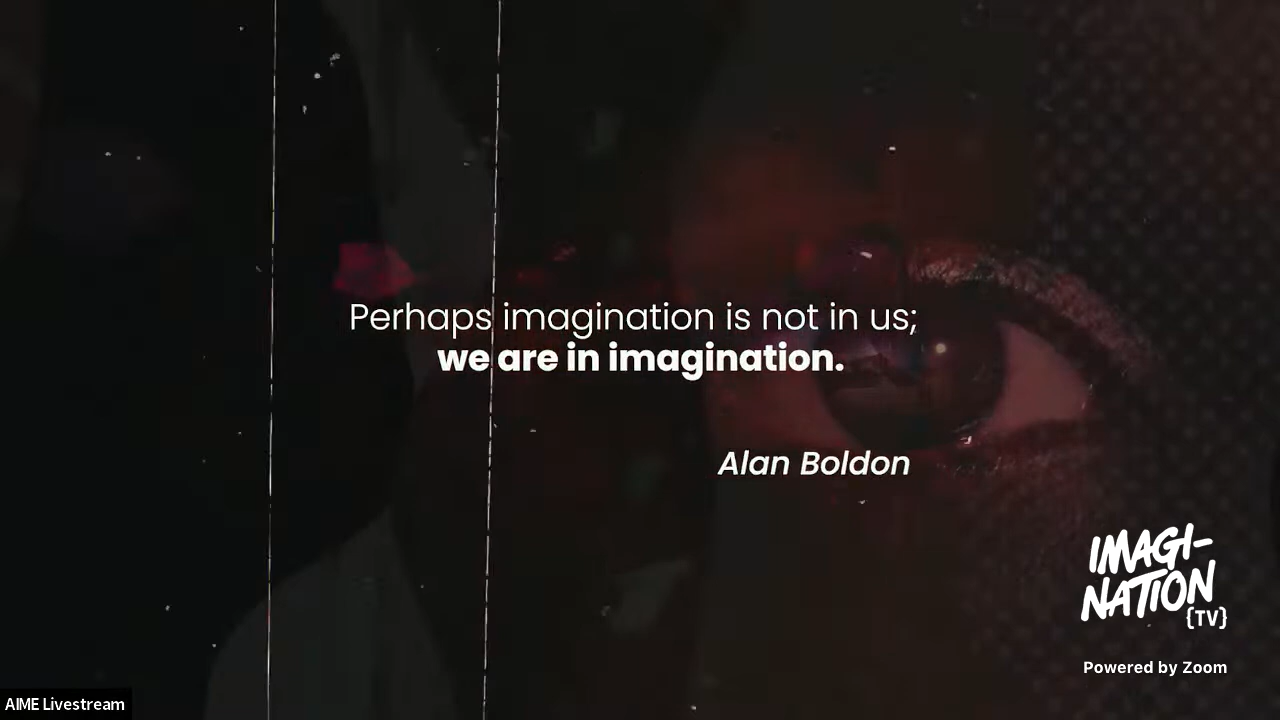 Perhaps imagination is not in us;
we are in imagination.
Alan Boldon
IMAGI-
NATION
{TV}
Powered by Zoom
AIME Livestream